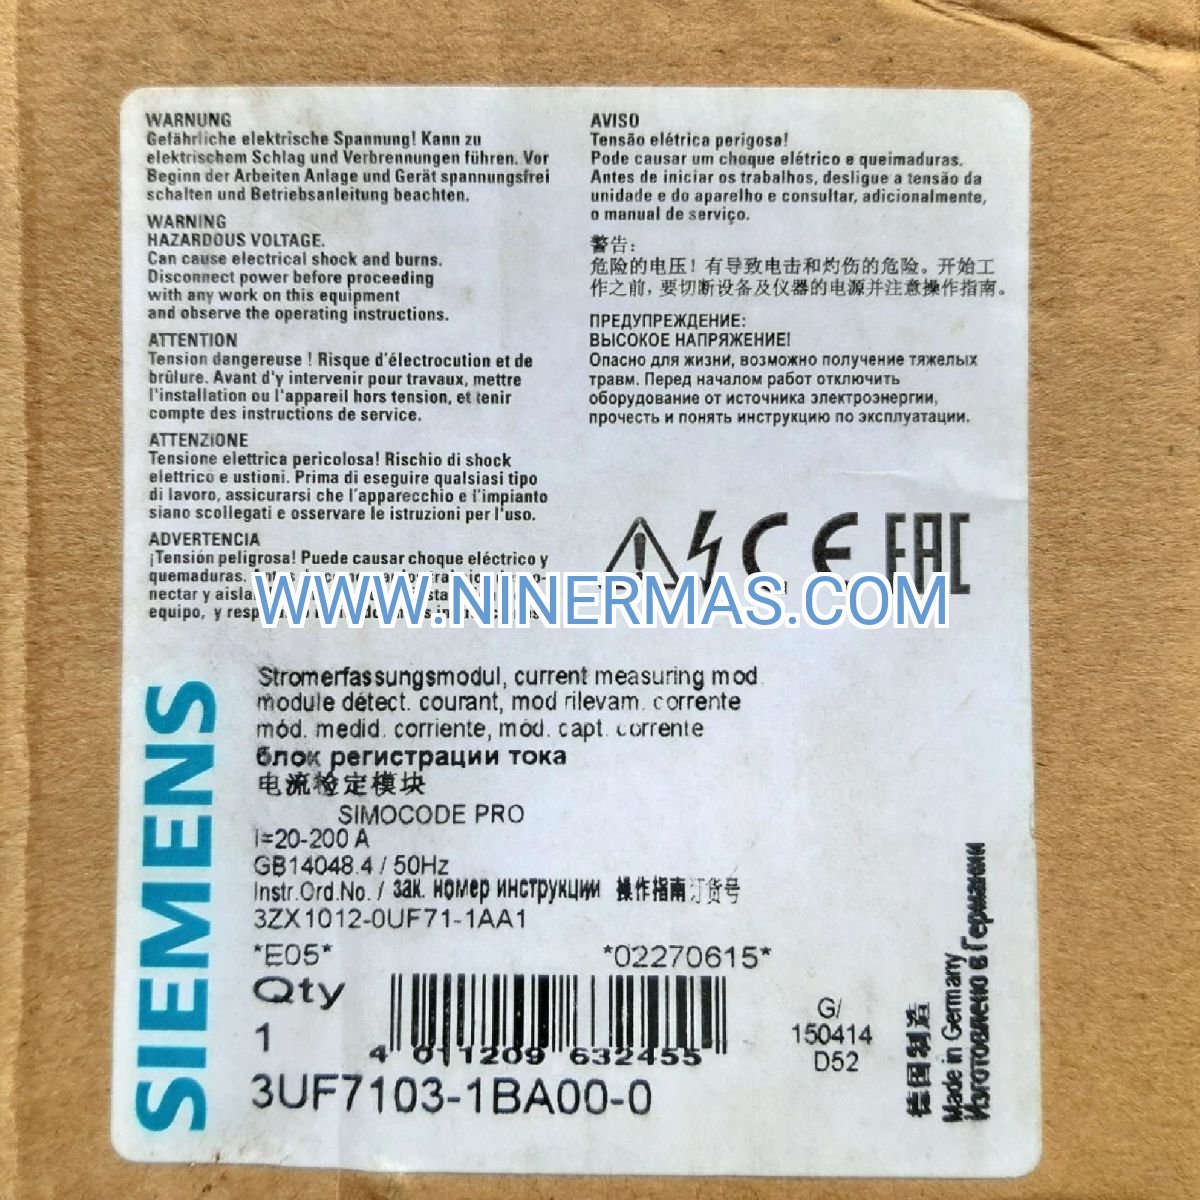 WARNUNG
Gefährliche elektrische Spannung! Kann zu
elektrischem Schlag und Verbrennungen führen. Vor
Beginn der Arbeiten Anlage und Gerät spannungsfrei
schalten und Betriebsanleitung beachten.
WARNING
HAZARDOUS VOLTAGE.
Can cause electrical shock and burns.
Disconnect power before proceeding
with any work on this equipment
and observe the operating instructions.
ATTENTION
Tension dangereuse ! Risque d'électrocution et de
brûlure. Avant d'y intervenir pour travaux, mettre
l'installation ou l'appareil hors tension, et tenir
compte des instructions de service.
ATTENZIONE
Tensione elettrica pericolosa! Rischio di shock
elettrico e ustioni. Prima di eseguire qualsiasi tipo
di lavoro, assicurarsi che l'apparecchio e l'impianto
siano scollegati e osservare le istruzioni per l'uso.
ADVERTENCIA
¡Tensión peligrosa! Puede causar choque eléctrico y
quemaduras.
nectar y aisla
equipo, y
AVISO
Tensão elétrica perigosa!
Pode causar um choque elétrico e queimaduras.
Antes de iniciar os trabalhos, desligue a tensão da
unidade e do aparelho e consultar, adicionalmente,
o manual de serviço.
警告:
危险的电压! 有导致电击和灼伤的危险。开始工
作之前, 要切断设备及仪器的电源并注意操作指南。
ПРЕДУПРЕЖДЕНИЕ:
ВЫСОКОЕ НАПРЯЖЕНИЕ!
Опасно для жизни, возможно получение тяжелых
травм. Перед началом работ отключить
оборудование от источника электроэнергии,
прочесть и понять инструкцию по эксплуатации.
CE EAC
WWW.NINERMAS.COM
SIEMENS
Stromerfassungsmodul, current measuring mod.
module détect. courant, mod rilevam. corrente
mód. medid. corriente, mód. capt. corrente
блок регистрации тока
电流检定模块
SIMOCODE PRO
I=20-200 A
GB14048.4 / 50Hz
Instr.Ord.No. / зак. номер инструкции 操作指南订货号
3ZX1012-0UF71-1AA1
*E05* *02270615*
Qty
1
4 011209 632455
3UF7103-1BA00-0
G/
150414
D52
德国制造
Made in Germany
Изготовлено в Германии